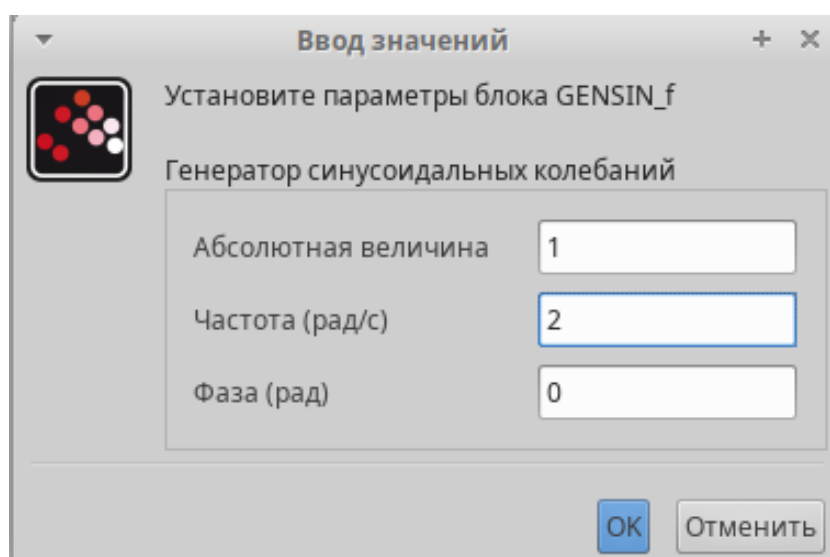 Ввод значений
Установите параметры блока GENSIN_f
Генератор синусоидальных колебаний
Абсолютная величина 1
Частота (рад/с) 2
Фаза (рад) 0
OK Отменить